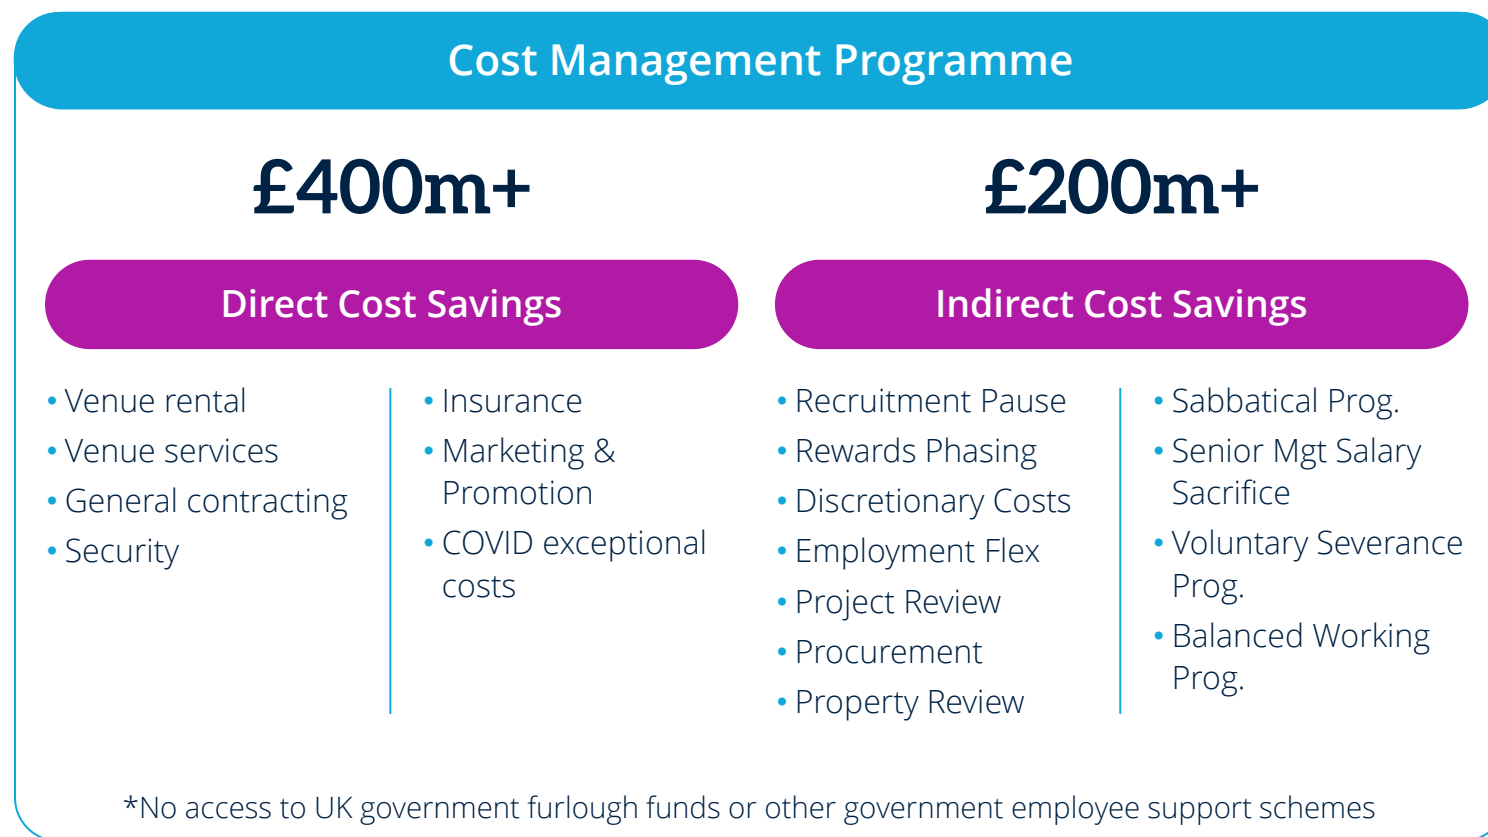 Cost Management Programme
£400m+
Direct Cost Savings
• Venue rental
• Venue services
• General contracting
• Security
• Insurance
• Marketing &
Promotion
• COVID exceptional
costs
£200m+
Indirect Cost Savings
• Recruitment Pause
• Rewards Phasing
• Discretionary Costs
• Employment Flex
• Project Review
• Procurement
• Property Review
• Sabbatical Prog.
• Senior Mgt Salary
Sacrifice
• Voluntary Severance
Prog.
• Balanced Working
Prog.
*No access to UK government furlough funds or other government employee support schemes